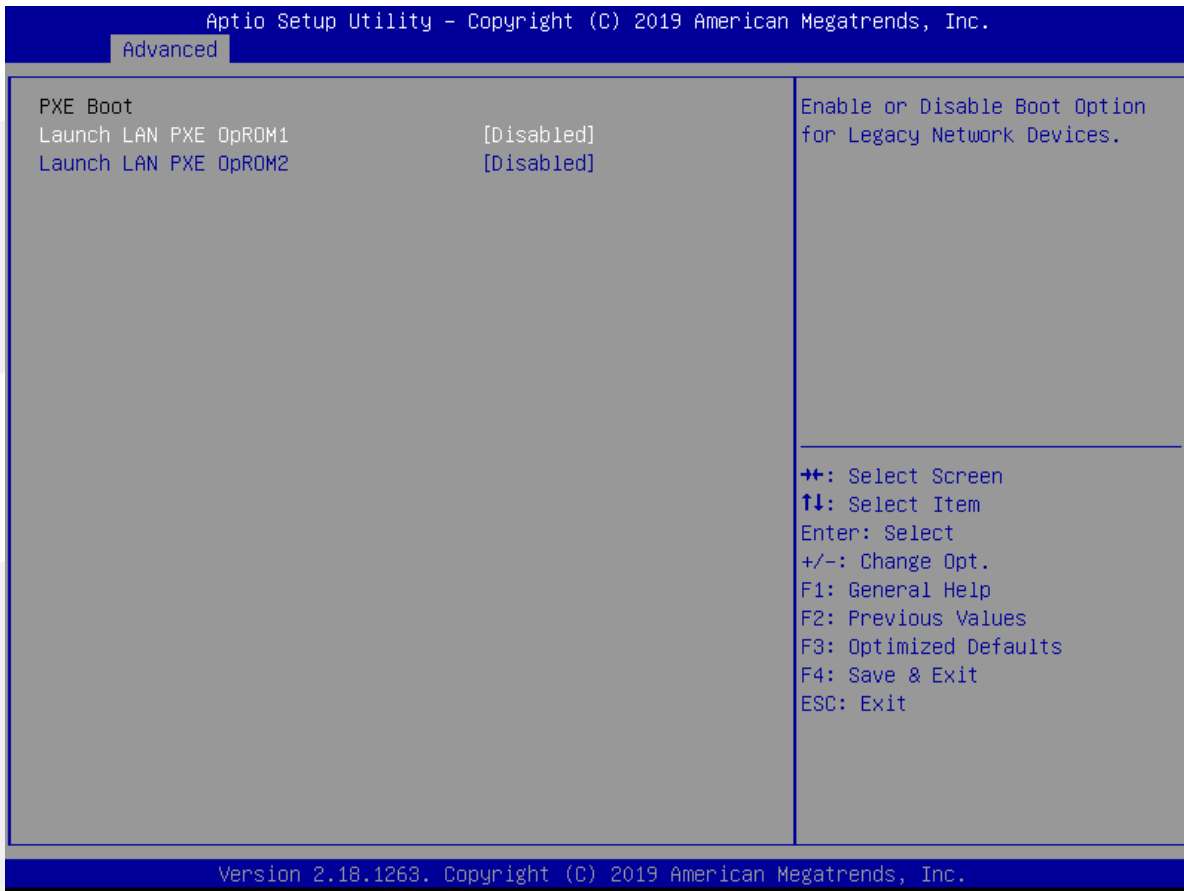 Aptio Setup Utility – Copyright (C) 2019 American Megatrends, Inc.
Advanced
PXE Boot
Launch LAN PXE OpROM1 [Disabled]
Launch LAN PXE OpROM2 [Disabled]
Enable or Disable Boot Option
for Legacy Network Devices.
→←: Select Screen
↑↓: Select Item
Enter: Select
+/-: Change Opt.
F1: General Help
F2: Previous Values
F3: Optimized Defaults
F4: Save & Exit
ESC: Exit
Version 2.18.1263. Copyright (C) 2019 American Megatrends, Inc.